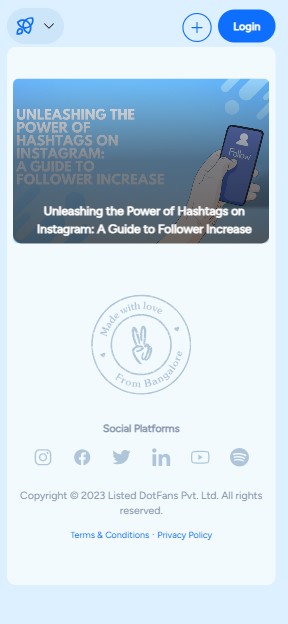 Login
UNLEASHING THE
POWER OF
HASHTAGS ON
INSTAGRAM:
A GUIDE TO
FOLLOWER INCREASE
Follow
Unleashing the Power of Hashtags on
Instagram: A Guide to Follower Increase
Made with love
From Bangalore
Social Platforms
Copyright © 2023 Listed DotFans Pvt. Ltd. All rights
reserved.
Terms & Conditions · Privacy Policy